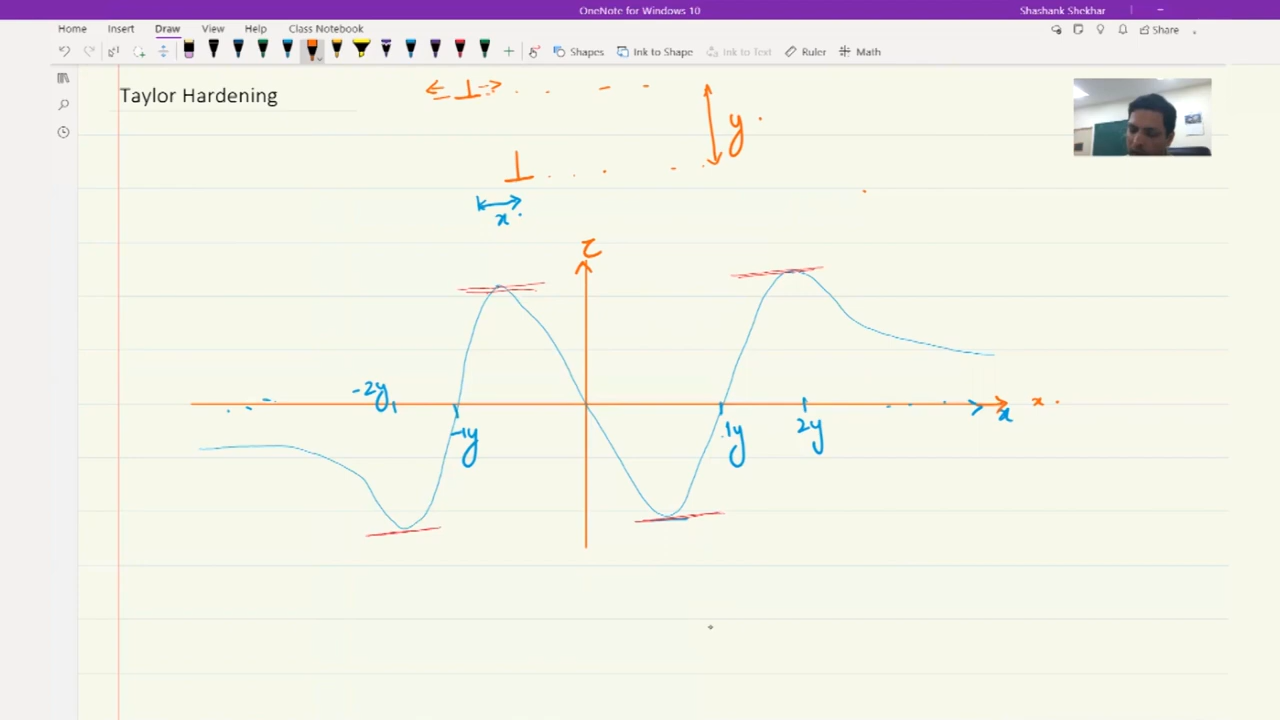 OneNote for Windows 10
Shashank Shekhar
Home Insert Draw View Help Class Notebook
Share
Shapes Ink to Shape Ink to Text Ruler Math
Taylor Hardening
y
x
τ
-2y
-1y
1y
2y
x
x